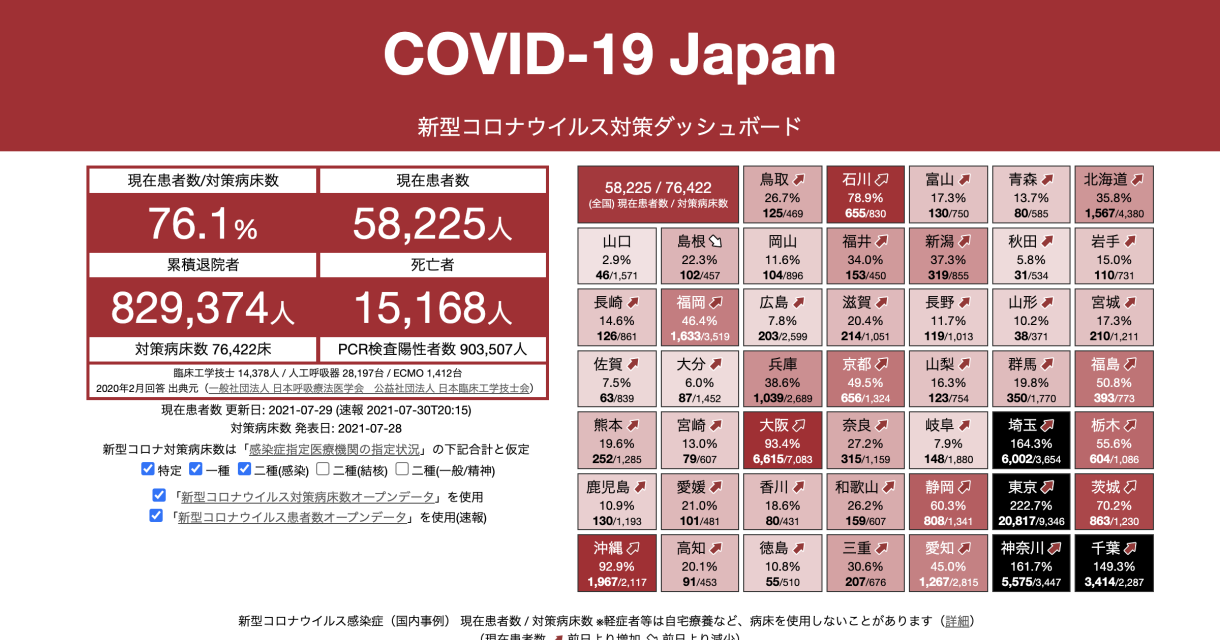 COVID-19 Japan
新型コロナウイルス対策ダッシュボード
現在患者数/対策病床数
現在患者数
76.1%
58,225人
累積退院者
死亡者
829,374人
15,168人
対策病床数 76,422床
PCR検査陽性者数 903,507人
臨床工学技士 14,378人 / 人工呼吸器 28,197台 / ECMO 1,412台
2020年2月回答 出典元（一般社団法人 日本呼吸療法医学会　公益社団法人 日本臨床工学技士会）
現在患者数 更新日: 2021-07-29 (速報 2021-07-30T20:15)
対策病床数 発表日: 2021-07-28
新型コロナ対策病床数は「感染症指定医療機関の指定状況」の下記合計と仮定
特定 一種 二種(感染) 二種(結核) 二種(一般/精神)
「新型コロナウイルス対策病床数オープンデータ」を使用
「新型コロナウイルス患者数オープンデータ」を使用(速報)
58,225 / 76,422
(全国) 現在患者数 / 対策病床数
鳥取
26.7%
125/469
石川
78.9%
655/830
富山
17.3%
130/750
青森
13.7%
80/585
北海道
35.8%
1,567/4,380
山口
2.9%
46/1,571
島根
22.3%
102/457
岡山
11.6%
104/896
福井
34.0%
153/450
新潟
37.3%
319/855
秋田
5.8%
31/534
岩手
15.0%
110/731
長崎
14.6%
126/861
福岡
46.4%
1,633/3,519
広島
7.8%
203/2,599
滋賀
20.4%
214/1,051
長野
11.7%
119/1,013
山形
10.2%
38/371
宮城
17.3%
210/1,211
佐賀
7.5%
63/839
大分
6.0%
87/1,452
兵庫
38.6%
1,039/2,689
京都
49.5%
656/1,324
山梨
16.3%
123/754
群馬
19.8%
350/1,770
福島
50.8%
393/773
熊本
19.6%
252/1,285
宮崎
13.0%
79/607
大阪
93.4%
6,615/7,083
奈良
27.2%
315/1,159
岐阜
7.9%
148/1,880
埼玉
164.3%
6,002/3,654
栃木
55.6%
604/1,086
鹿児島
10.9%
130/1,193
愛媛
21.0%
101/481
香川
18.6%
80/431
和歌山
26.2%
159/607
静岡
60.3%
808/1,341
東京
222.7%
20,817/9,346
茨城
70.2%
863/1,230
沖縄
92.9%
1,967/2,117
高知
20.1%
91/453
徳島
10.8%
55/510
三重
30.6%
207/676
愛知
45.0%
1,267/2,815
神奈川
161.7%
5,575/3,447
千葉
149.3%
3,414/2,287
新型コロナウイルス感染症（国内事例） 現在患者数 / 対策病床数 ※軽症者等は自宅療養など、病床を使用しないことがあります（詳細）
（現在患者数 前日より増加 前日より減少）